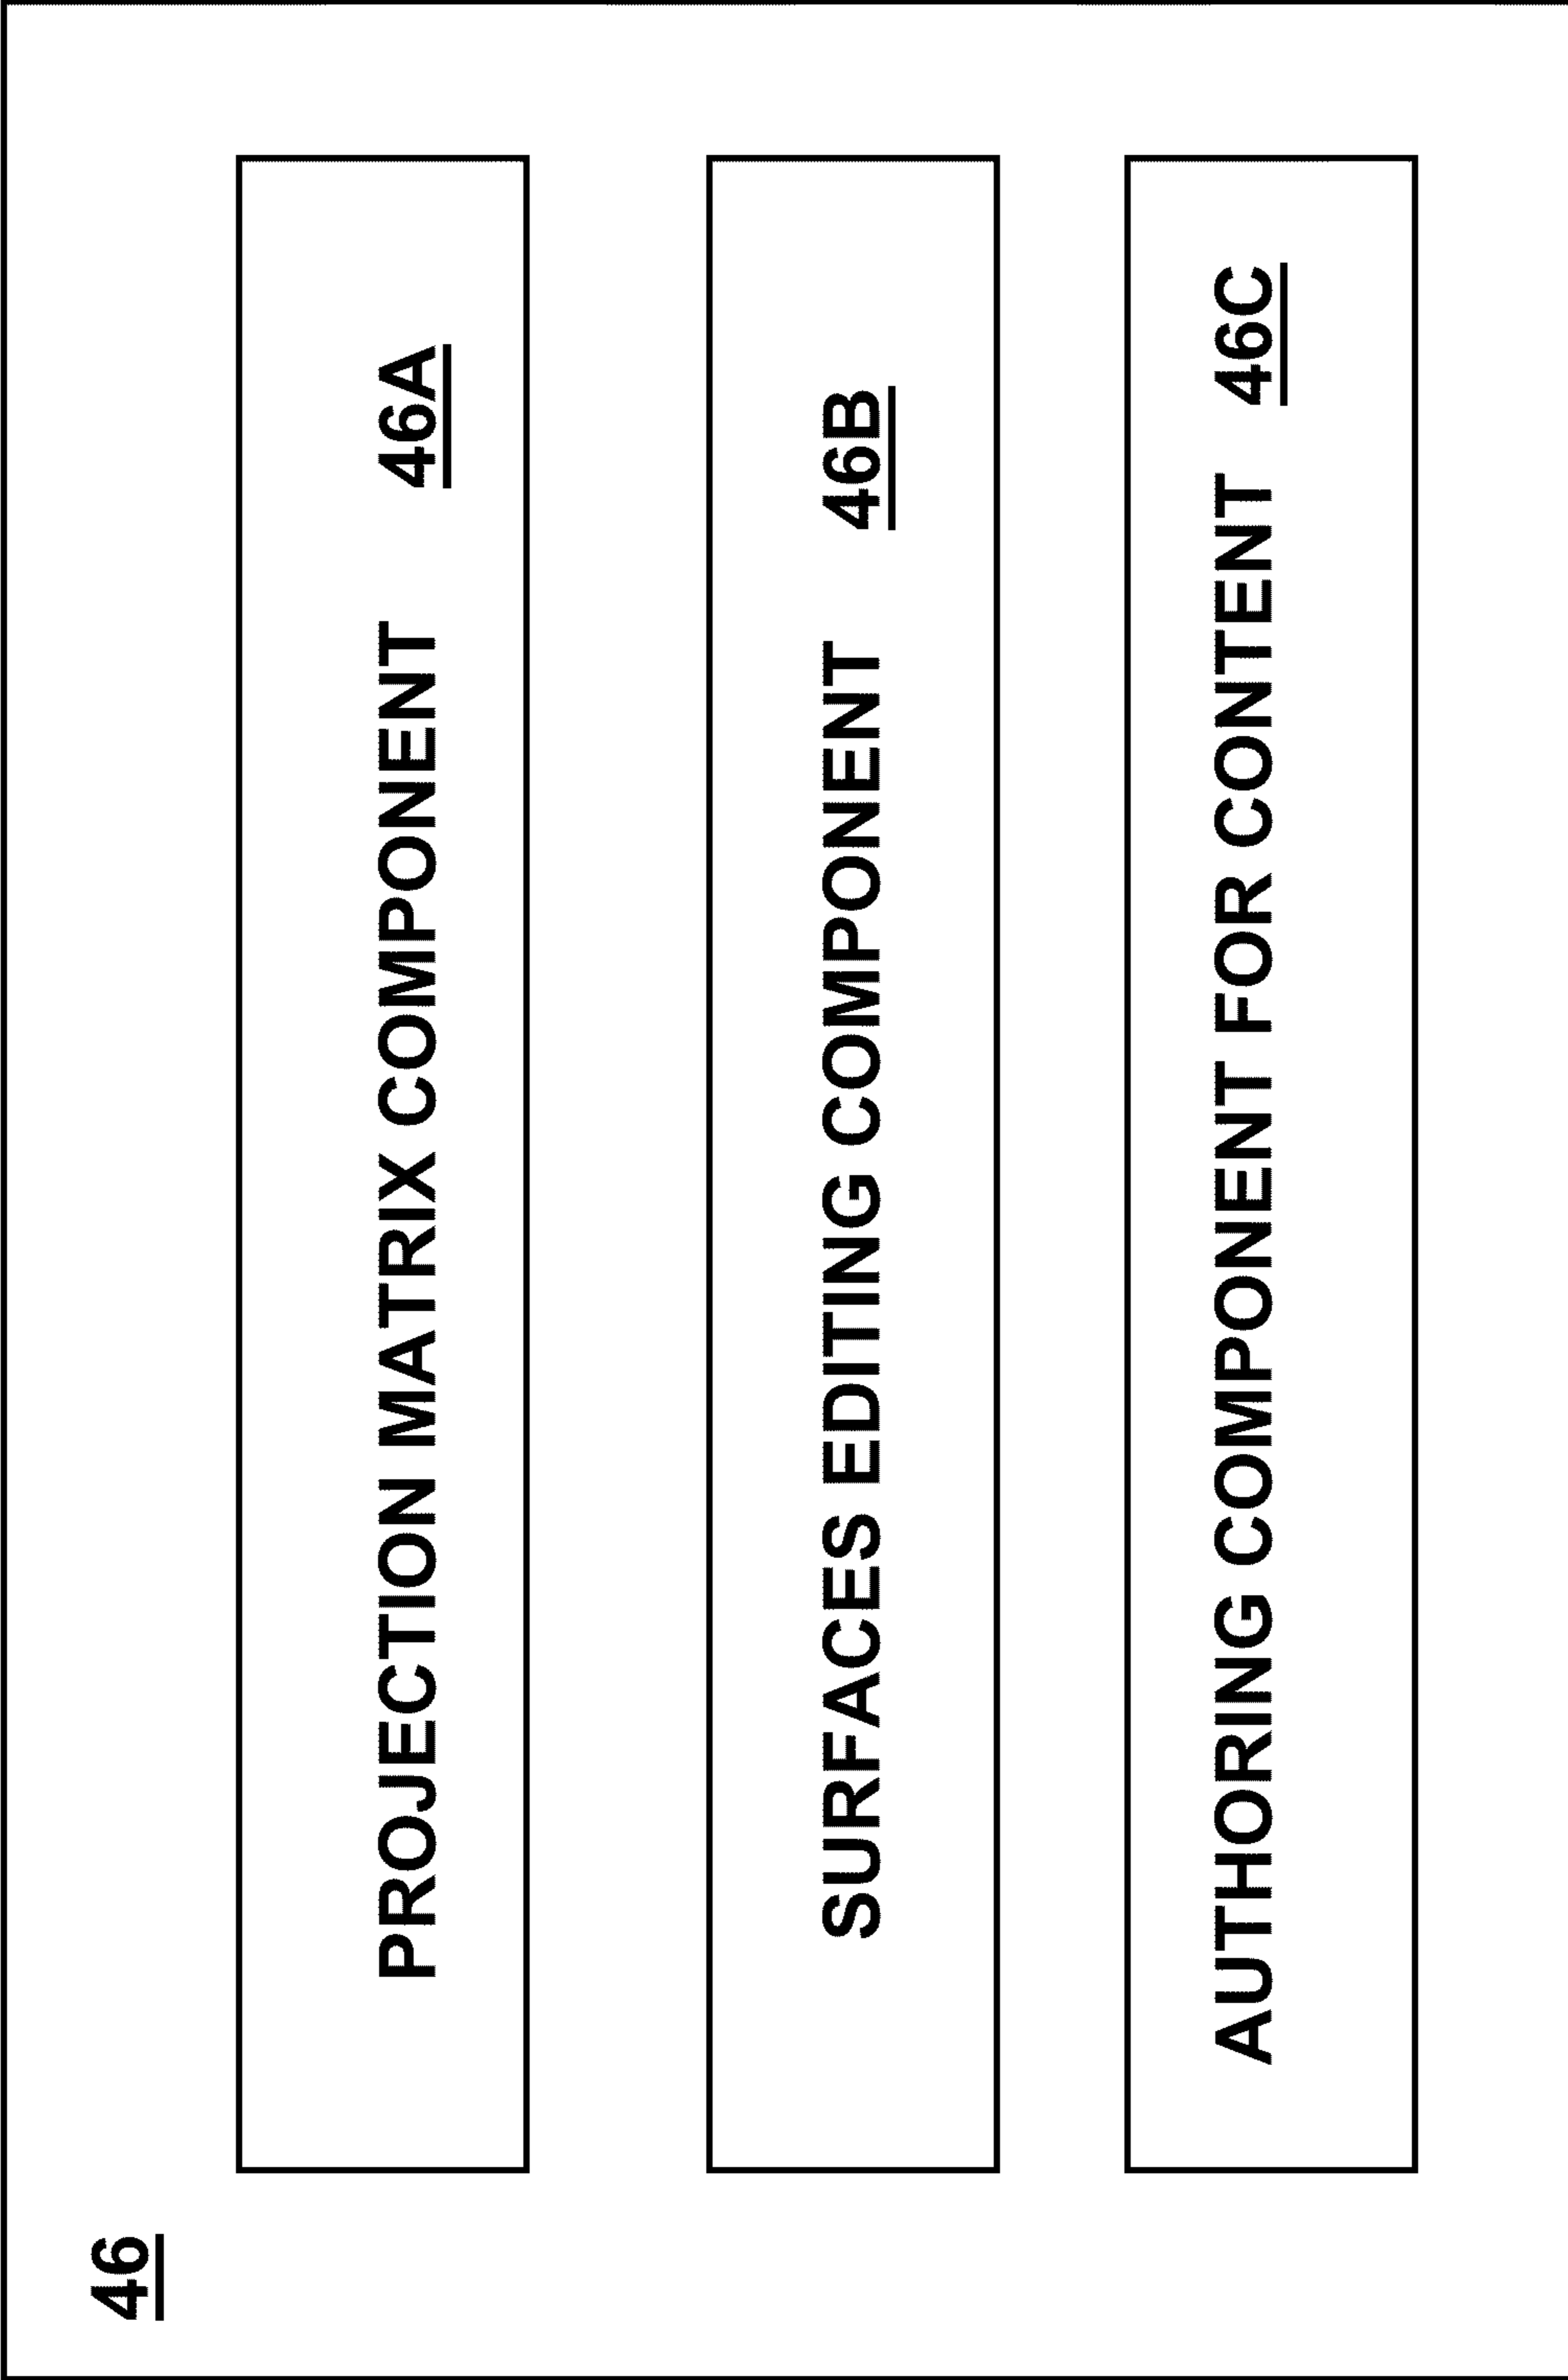 46
PROJECTION MATRIX COMPONENT 46A
SURFACES EDITING COMPONENT 46B
AUTHORING COMPONENT FOR CONTENT 46C